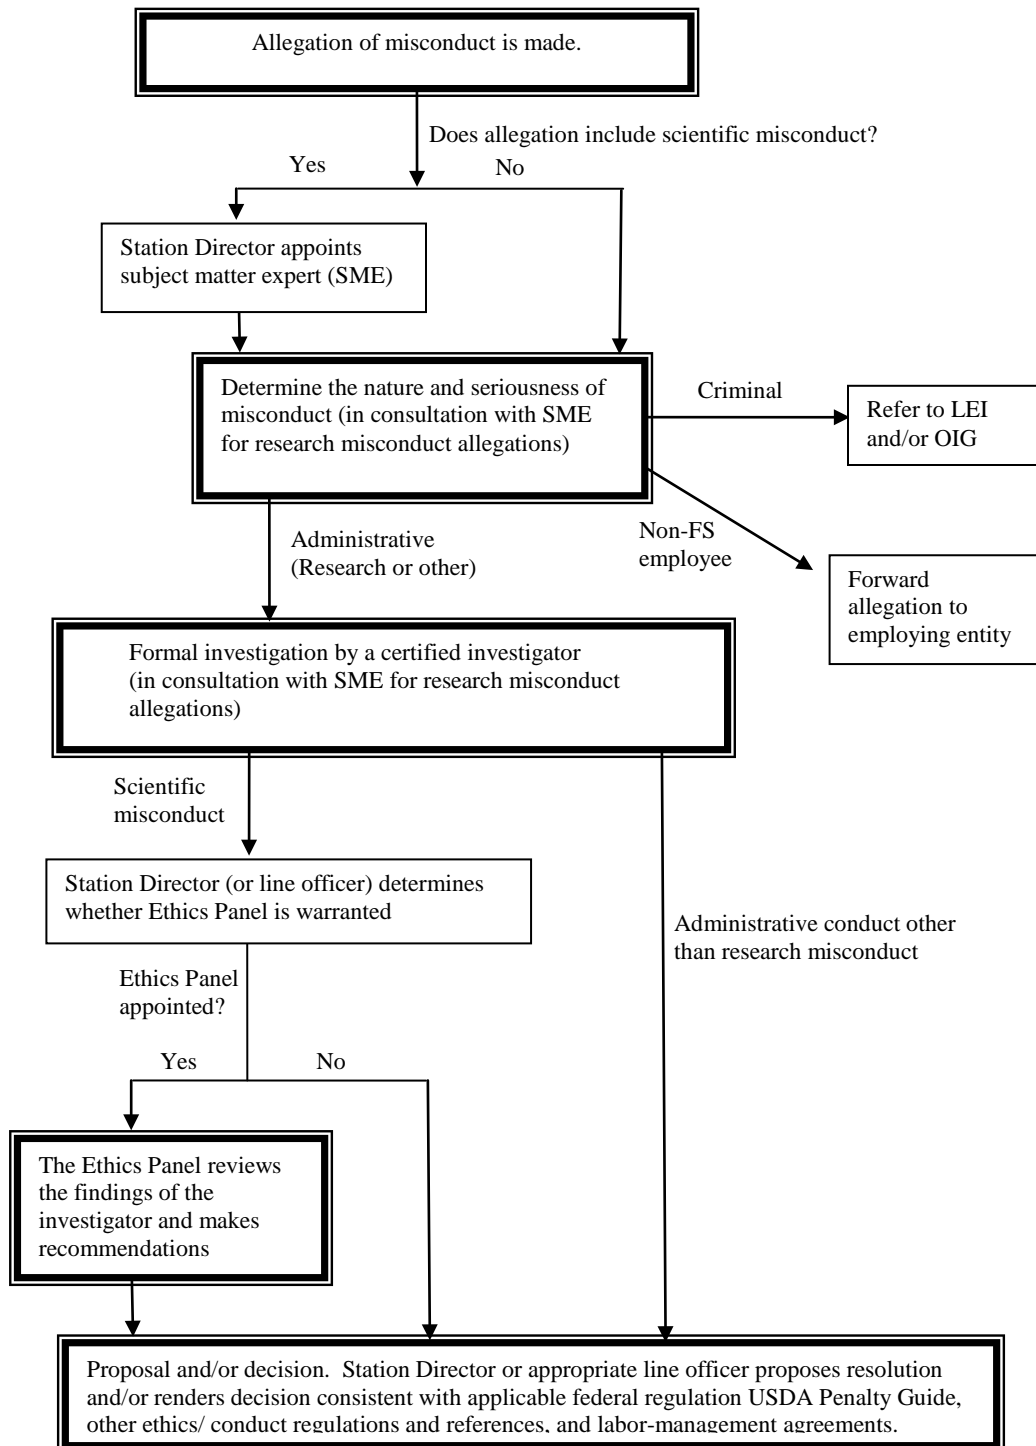 Allegation of misconduct is made.
Does allegation include scientific misconduct?
Yes
No
Station Director appoints
subject matter expert (SME)
Determine the nature and seriousness of
misconduct (in consultation with SME
for research misconduct allegations)
Criminal
Refer to LEI
and/or OIG
Non-FS
employee
Forward
allegation to
employing entity
Administrative
(Research or other)
Formal investigation by a certified investigator
(in consultation with SME for research misconduct
allegations)
Scientific
misconduct
Station Director (or line officer) determines
whether Ethics Panel is warranted
Administrative conduct other
than research misconduct
Ethics Panel
appointed?
Yes
No
The Ethics Panel reviews
the findings of the
investigator and makes
recommendations
Proposal and/or decision.  Station Director or appropriate line officer proposes resolution
and/or renders decision consistent with applicable federal regulation USDA Penalty Guide,
other ethics/ conduct regulations and references, and labor-management agreements.